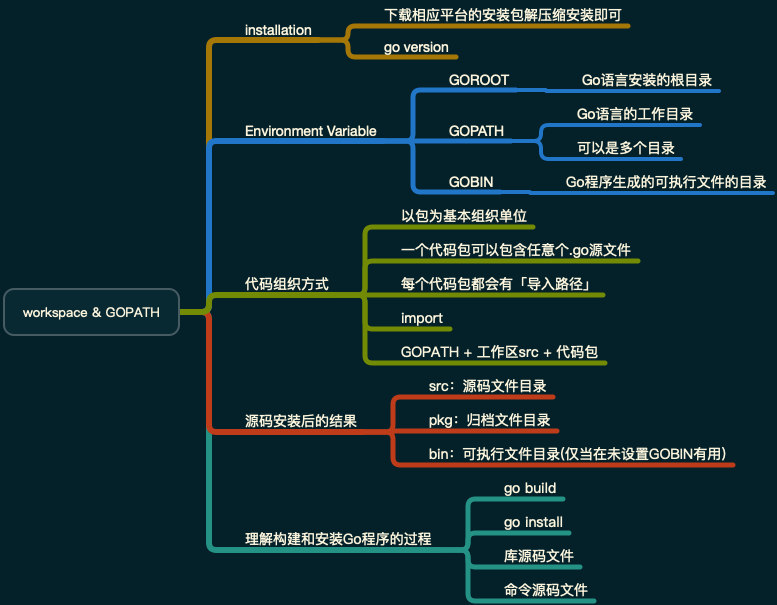 workspace & GOPATH
installation
下载相应平台的安装包解压缩安装即可
go version
Environment Variable
GOROOT
Go语言安装的根目录
GOPATH
Go语言的工作目录
可以是多个目录
GOBIN
Go程序生成的可执行文件的目录
代码组织方式
以包为基本组织单位
一个代码包可以包含任意个.go源文件
每个代码包都会有「导入路径」
import
GOPATH + 工作区src + 代码包
源码安装后的结果
src：源码文件目录
pkg：归档文件目录
bin：可执行文件目录(仅当在未设置GOBIN有用)
理解构建和安装Go程序的过程
go build
go install
库源码文件
命令源码文件